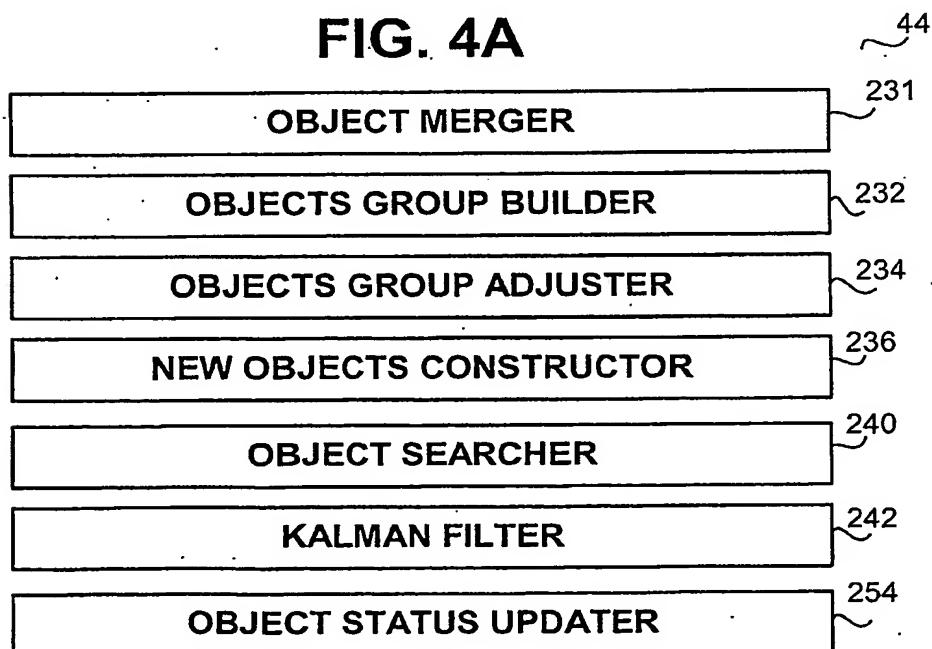 FIG. 4A
44
231
OBJECT MERGER
232
OBJECTS GROUP BUILDER
234
OBJECTS GROUP ADJUSTER
236
NEW OBJECTS CONSTRUCTOR
240
OBJECT SEARCHER
242
KALMAN FILTER
254
OBJECT STATUS UPDATER